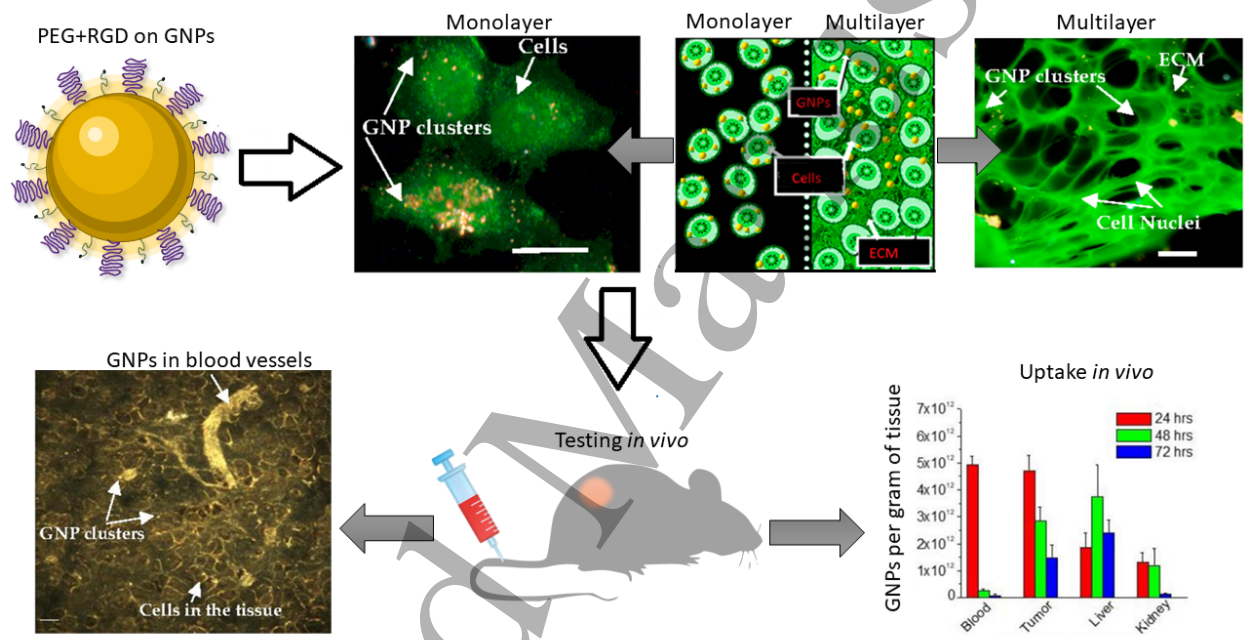 PEG+RGD on GNPs
Monolayer
Cells
GNP clusters
Monolayer
Multilayer
GNPs
Cells
ECM
Multilayer
GNP clusters
ECM
Cell Nuclei
GNPs in blood vessels
GNP clusters
Cells in the tissue
Testing in vivo
Uptake in vivo
GNPs per gram of tissue
7x10¹²
6x10¹²
5x10¹²
4x10¹²
3x10¹²
2x10¹²
1x10¹²
0
24 hrs
48 hrs
72 hrs
Blood
Tumor
Liver
Kidney
d Ma